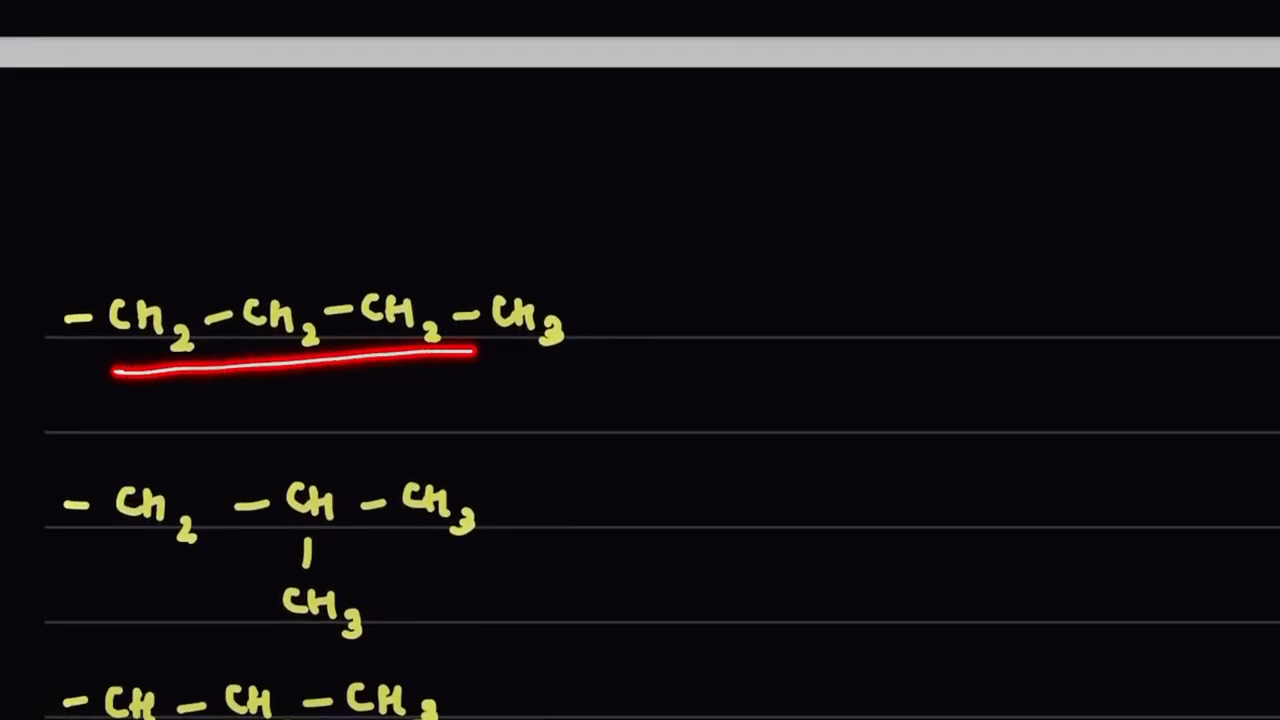 - CH₂ - CH₂ - CH₂ - CH₃
- CH₂ - CH - CH₃
|
CH₃
- CH - CH - CH₃